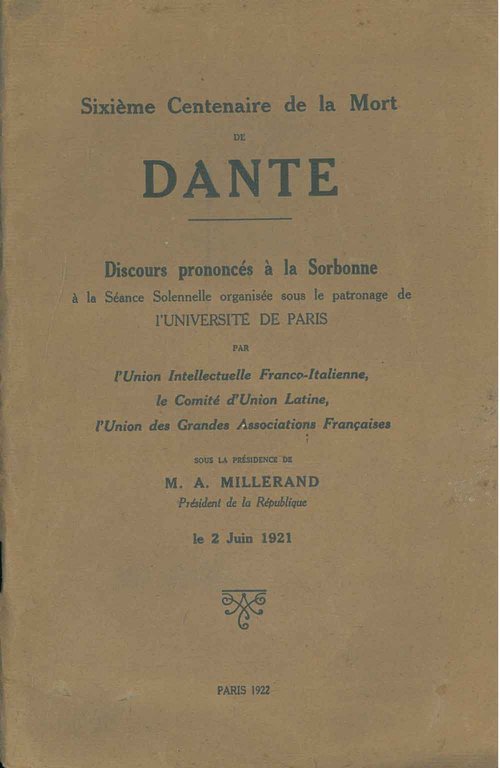 Sixième Centenaire de la Mort
DE
DANTE
Discours prononcés à la Sorbonne
à la Séance Solennelle organisée sous le patronage de
l'UNIVERSITÉ DE PARIS
PAR
l'Union Intellectuelle Franco-Italienne,
le Comité d'Union Latine,
l'Union des Grandes Associations Françaises
SOUS LA PRÉSIDENCE DE
M. A. MILLERAND
Président de la République
le 2 Juin 1921
PARIS 1922